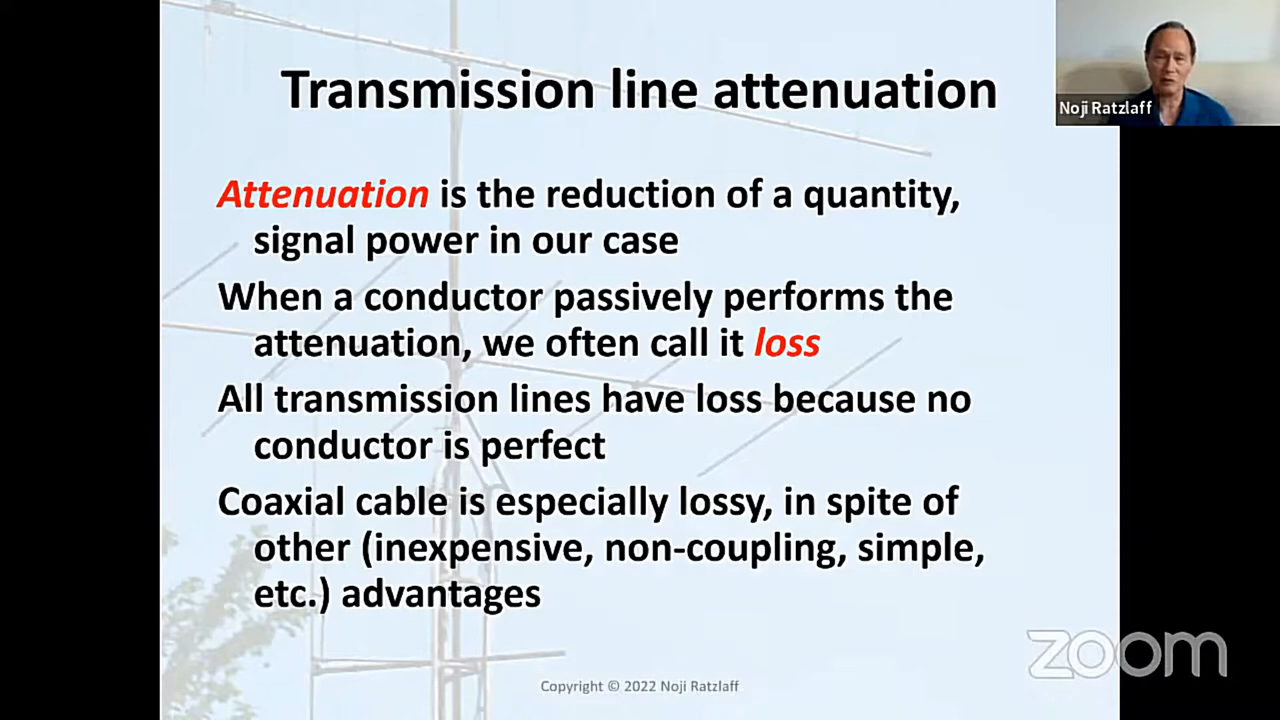 Transmission line attenuation
Noji Ratzlaff
Attenuation is the reduction of a quantity,
signal power in our case
When a conductor passively performs the
attenuation, we often call it loss
All transmission lines have loss because no
conductor is perfect
Coaxial cable is especially lossy, in spite of
other (inexpensive, non-coupling, simple,
etc.) advantages
zoom
Copyright © 2022 Noji Ratzlaff